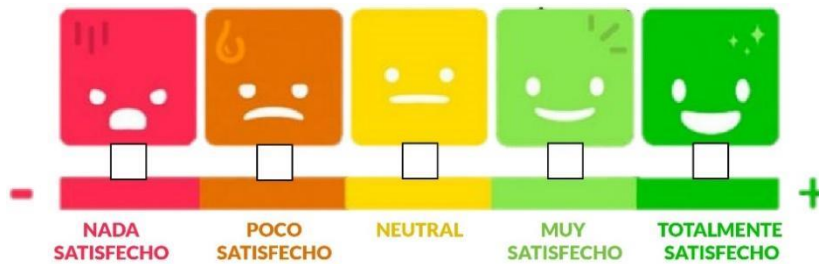 - +
NADA SATISFECHO
POCO SATISFECHO
NEUTRAL
MUY SATISFECHO
TOTALMENTE SATISFECHO